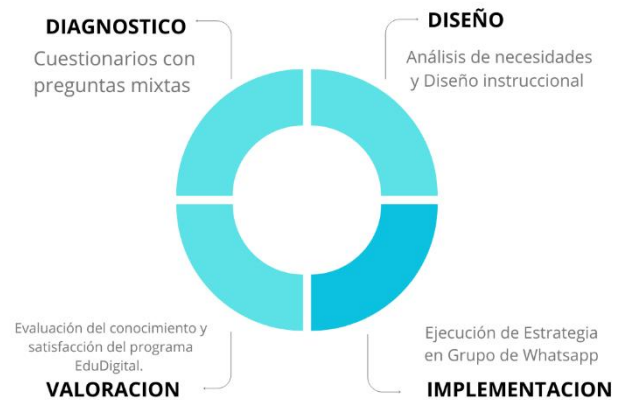 DIAGNOSTICO
Cuestionarios con
preguntas mixtas
DISEÑO
Análisis de necesidades
y Diseño instruccional
Evaluación del conocimiento y
satisfacción del programa
EduDigital.
VALORACION
Ejecución de Estrategia
en Grupo de Whatsapp
IMPLEMENTACION